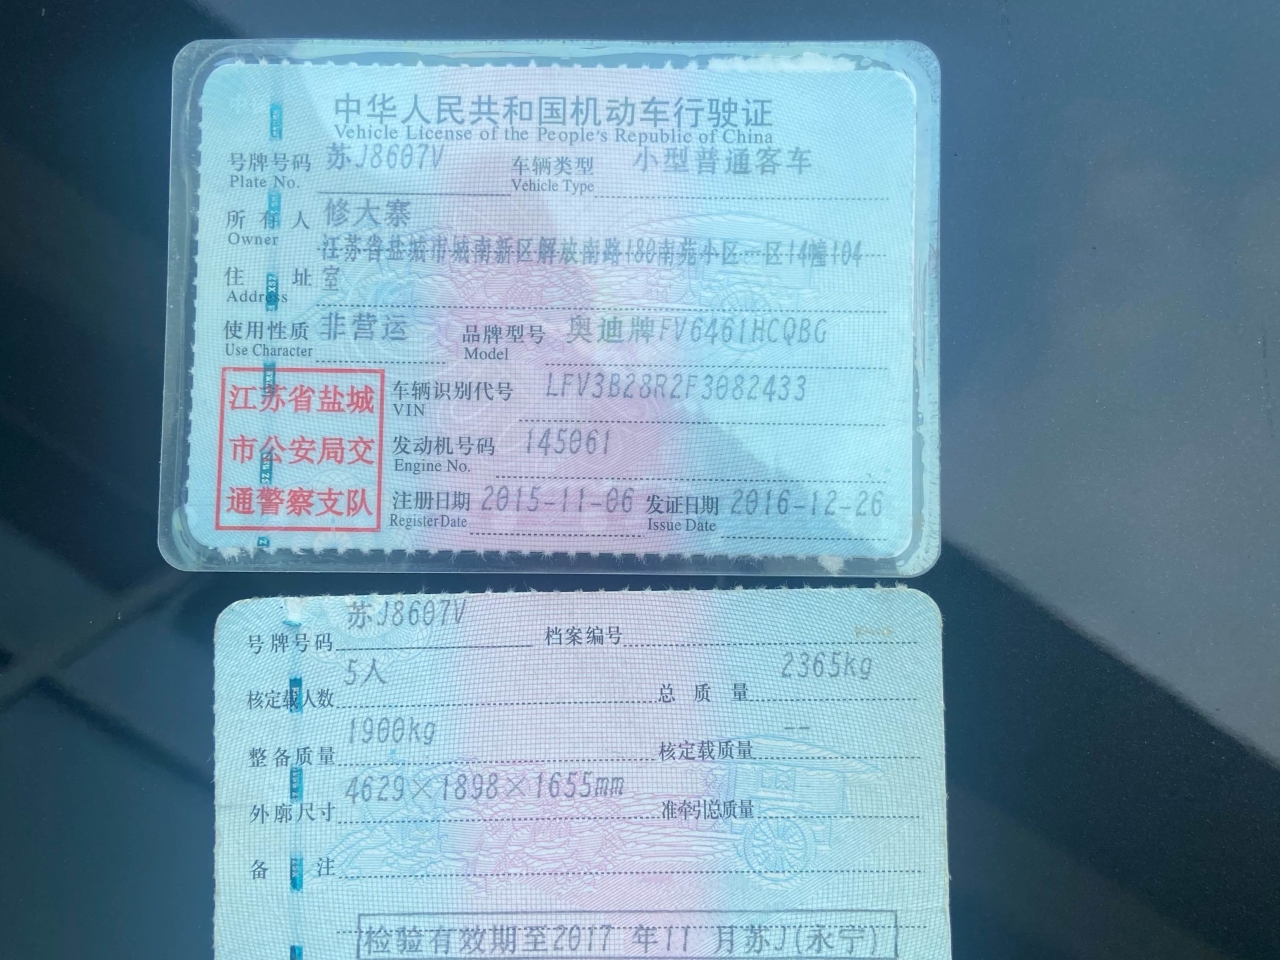 中华人民共和国机动车行驶证
Vehicle License of the People's Republic of China
号牌号码 苏J8607V 车辆类型 小型普通客车
Plate No. Vehicle Type
所有人 修大寨
Owner
江苏省盐城市城南新区解放南路180南苑小区一区14幢104
住址 室
Address
使用性质 非营运 品牌型号 奥迪牌FV6461HCQBG
Use Character Model
江苏省盐城
市公安局交
通警察支队
车辆识别代号 LFV3B28R2F3082433
VIN
发动机号码 145061
Engine No.
注册日期 2015-11-06 发证日期 2016-12-26
Register Date Issue Date
号牌号码 苏J8607V 档案编号
核定载人数 5人 总质量 2365kg
整备质量 1900kg 核定载质量 --
外廓尺寸 4629×1898×1655mm 准牵引总质量
备注
检验有效期至2017 年11 月苏J(永宁)